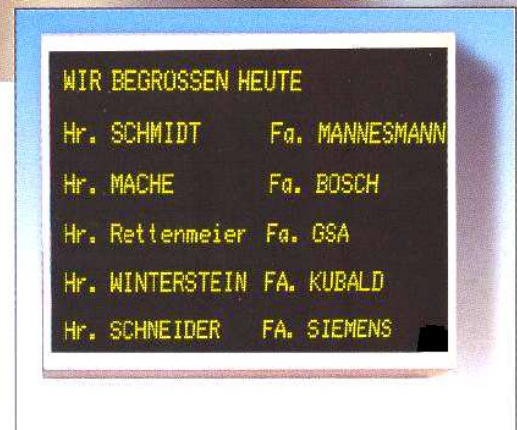 WIR BEGROSSEN HEUTE
Hr. SCHMIDT Fa. MANNESMANN
Hr. MACHE Fa. BOSCH
Hr. Rettenmeier Fa. GSA
Hr. WINTERSTEIN FA. KUBALD
Hr. SCHNEIDER FA. SIEMENS